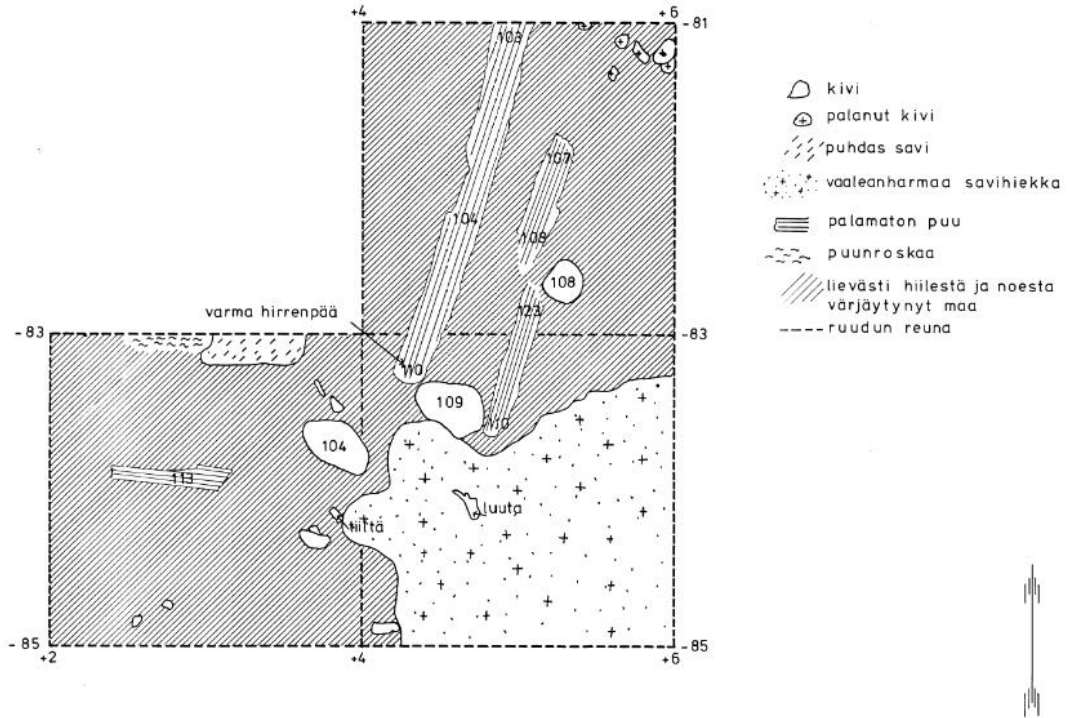 +4
+6
-81
103
kivi
palanut kivi
puhdas savi
107
vaaleanharmaa savihiekka
104
palamaton puu
108
puunroskaa
108
lievästi hiilestä ja noesta
värjäytynyt maa
varma hirrenpää
123
-83
-83
ruudun reuna
110
109
110
104
113
luuta
tiiltä
-85
-85
+2
+4
+6